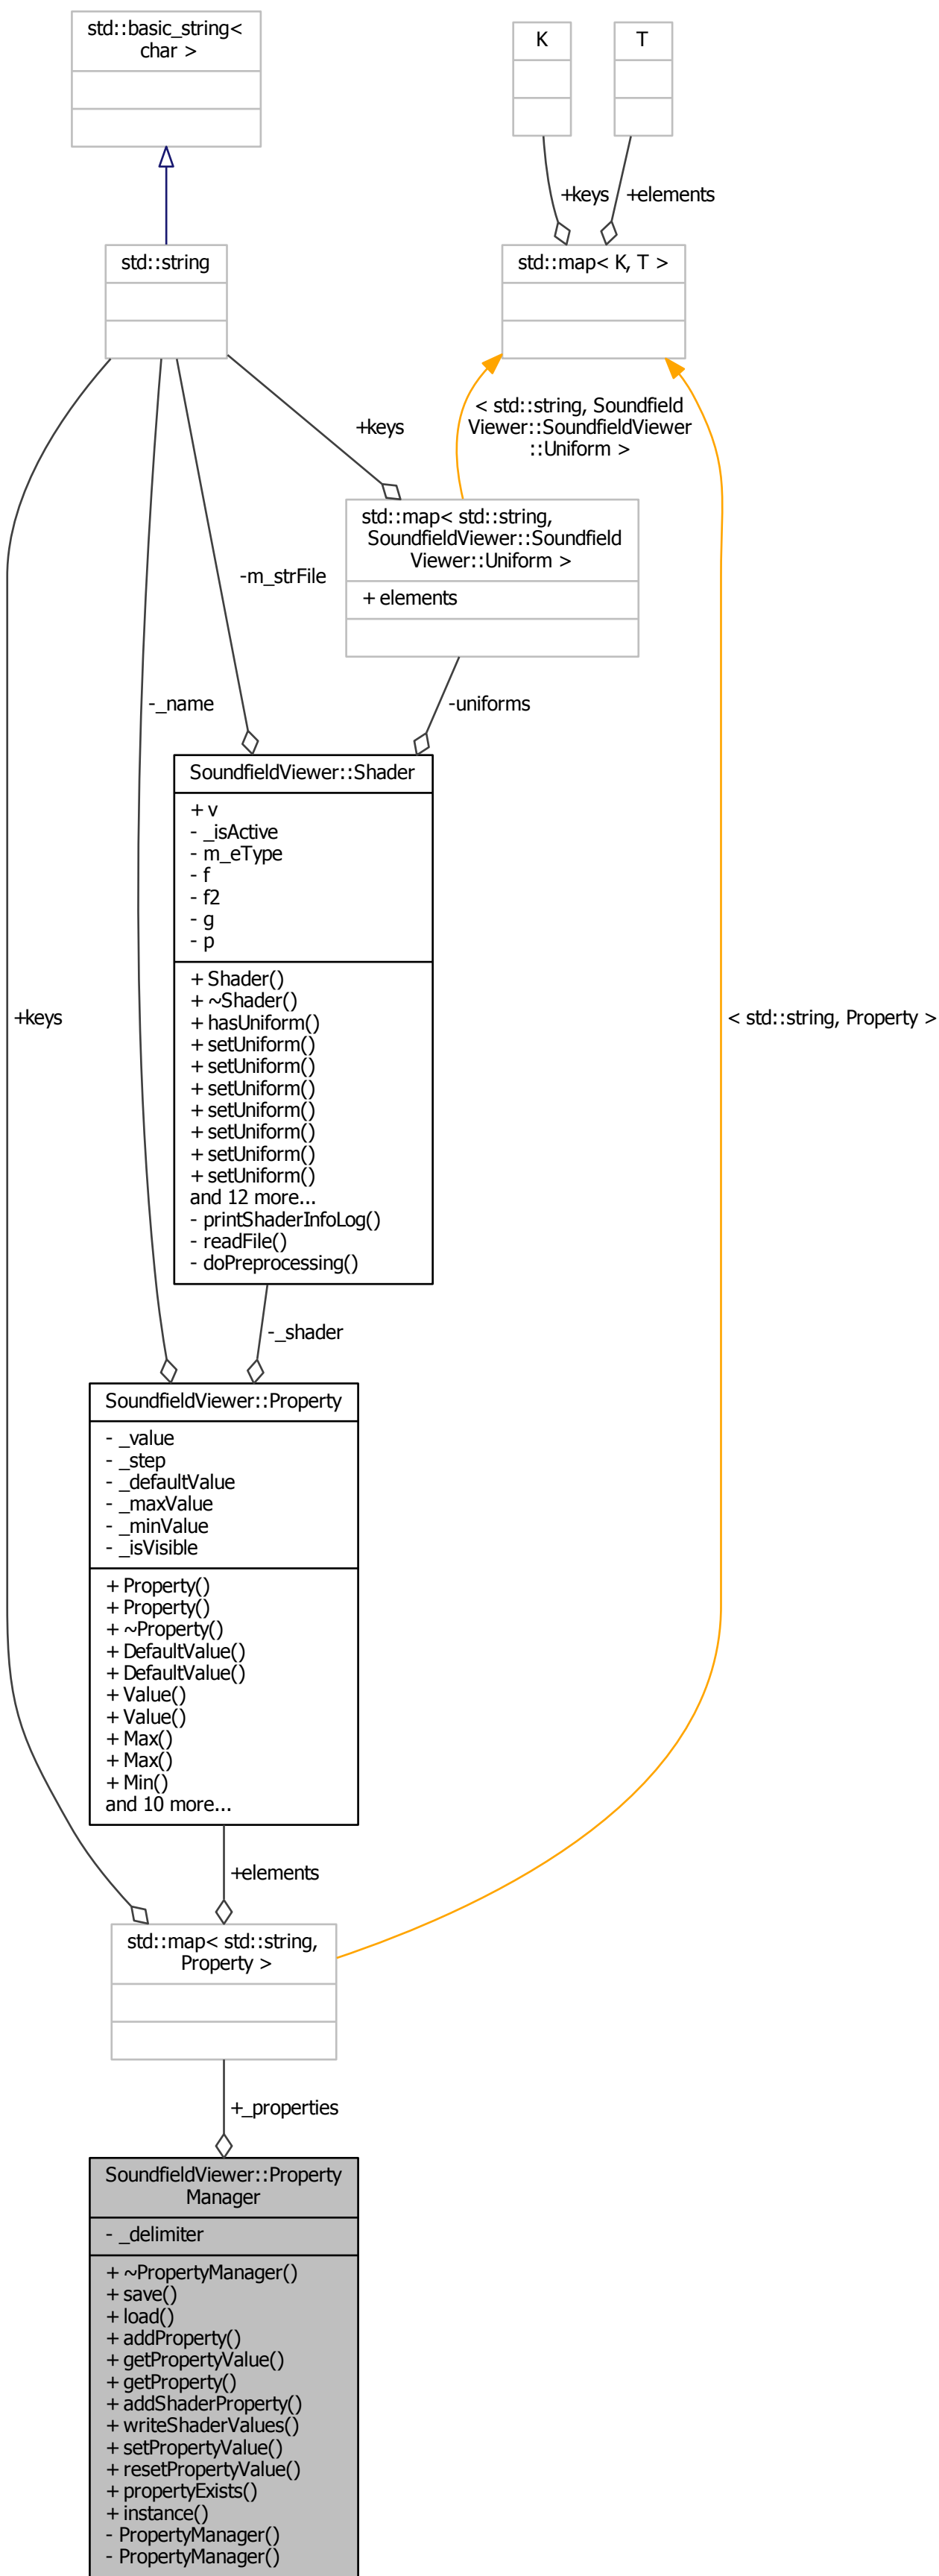 std::basic_string<
char >
K
T
+keys
+elements
std::string
std::map< K, T >
+keys
< std::string, Soundfield
Viewer::SoundfieldViewer
::Uniform >
std::map< std::string,
SoundfieldViewer::Soundfield
Viewer::Uniform >
+ elements
-m_strFile
-_name
-uniforms
SoundfieldViewer::Shader
+ v
- _isActive
- m_eType
- f
- f2
- g
- p
+ Shader()
+ ~Shader()
+ hasUniform()
+ setUniform()
+ setUniform()
+ setUniform()
+ setUniform()
+ setUniform()
+ setUniform()
+ setUniform()
and 12 more...
- printShaderInfoLog()
- readFile()
- doPreprocessing()
+keys
< std::string, Property >
-_shader
SoundfieldViewer::Property
- _value
- _step
- _defaultValue
- _maxValue
- _minValue
- _isVisible
+ Property()
+ Property()
+ ~Property()
+ DefaultValue()
+ DefaultValue()
+ Value()
+ Value()
+ Max()
+ Max()
+ Min()
and 10 more...
+elements
std::map< std::string,
Property >
+_properties
SoundfieldViewer::Property
Manager
- _delimiter
+ ~PropertyManager()
+ save()
+ load()
+ addProperty()
+ getPropertyValue()
+ getProperty()
+ addShaderProperty()
+ writeShaderValues()
+ setPropertyValue()
+ resetPropertyValue()
+ propertyExists()
+ instance()
- PropertyManager()
- PropertyManager()